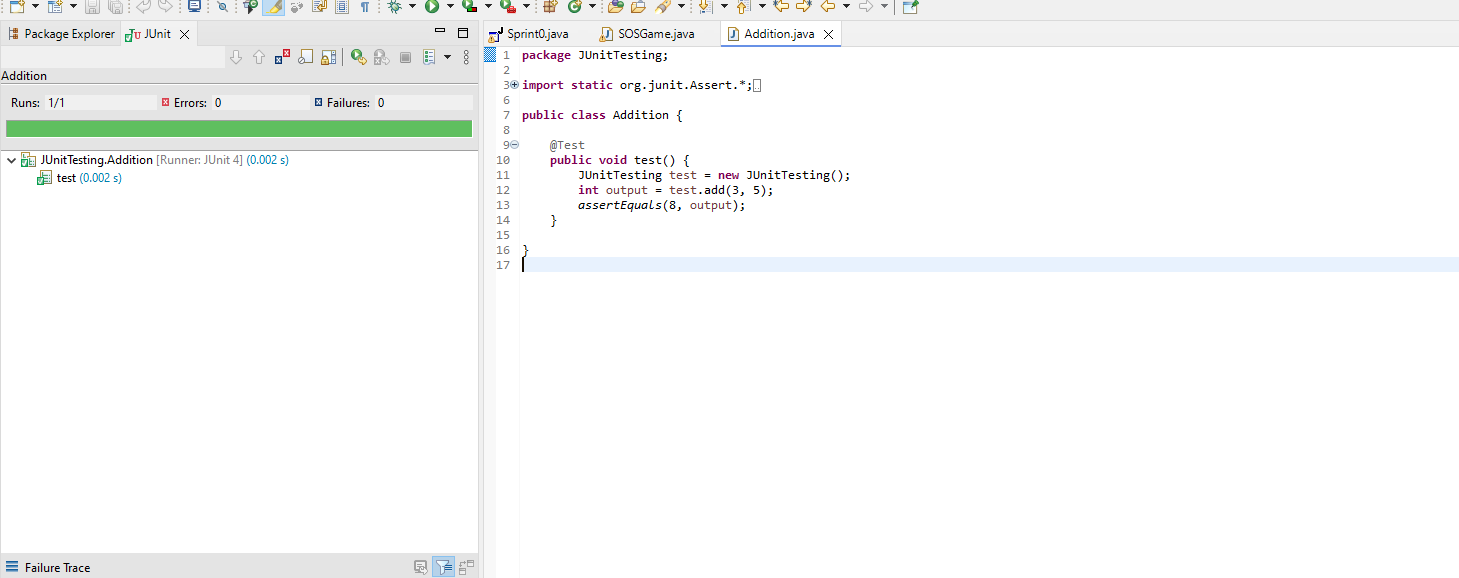 Package Explorer JUnit
Addition
Runs: 1/1 Errors: 0 Failures: 0
JUnitTesting.Addition [Runner: JUnit 4] (0.002 s)
test (0.002 s)
Failure Trace
Sprint0.java SOSGame.java Addition.java
1 package JUnitTesting;
2
3 import static org.junit.Assert.*;
6
7 public class Addition {
8
9 @Test
10 public void test() {
11 JUnitTesting test = new JUnitTesting();
12 int output = test.add(3, 5);
13 assertEquals(8, output);
14 }
15
16 }
17